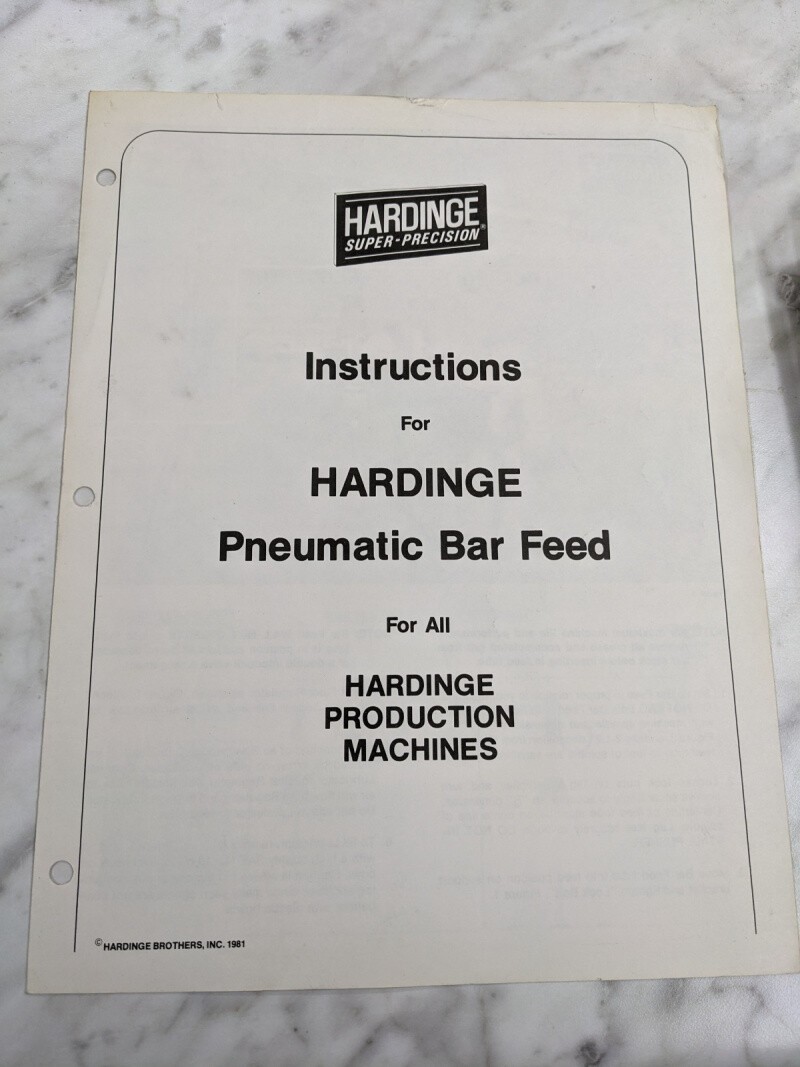 HARDINGE
SUPER-PRECISION®
Instructions
For
HARDINGE
Pneumatic Bar Feed
For All
HARDINGE
PRODUCTION
MACHINES
© HARDINGE BROTHERS, INC. 1981